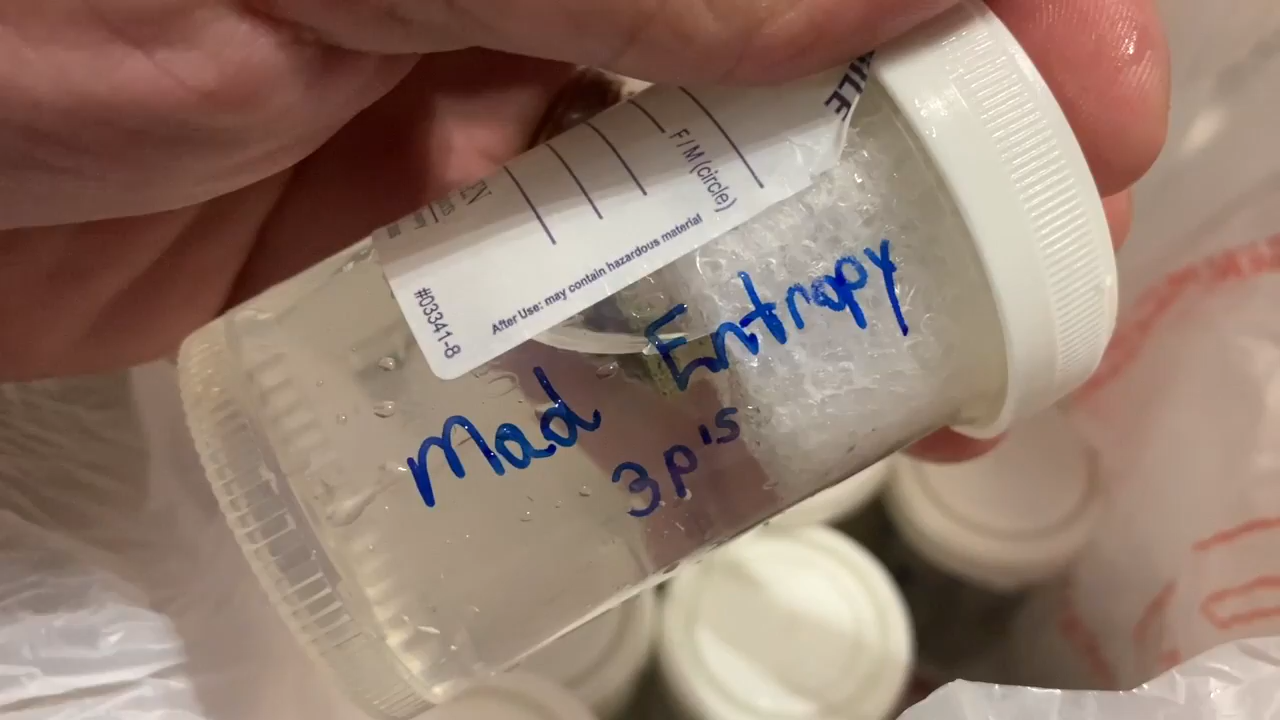 F / M (circle)
After Use: may contain hazardous material
#03341-8
Mad Entropy
3p's